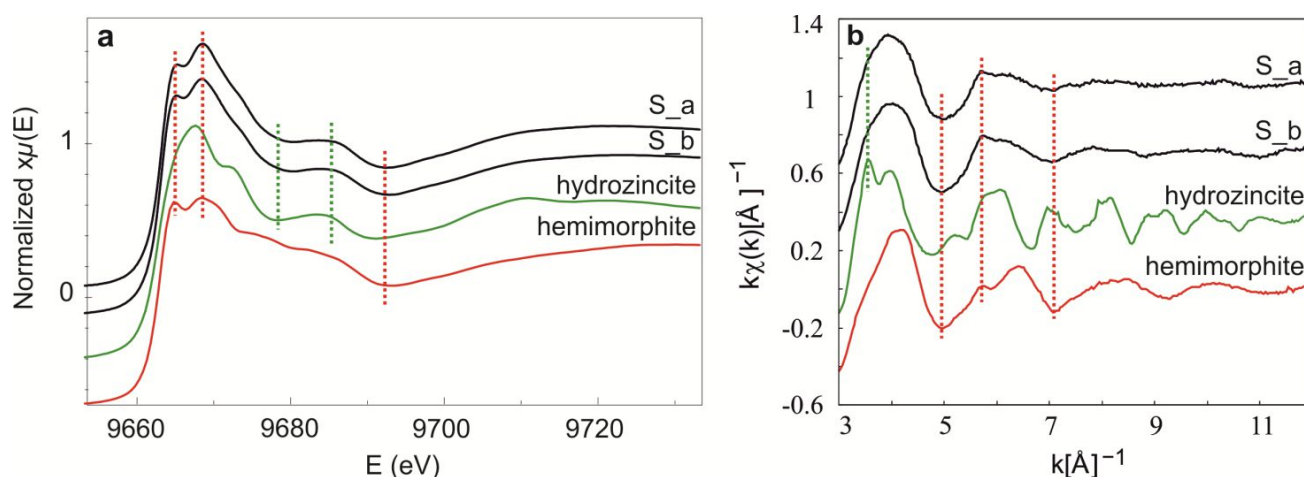 a
Normalized xμ(E)
1
0
S_a
S_b
hydrozincite
hemimorphite
9660 9680 9700 9720
E (eV)
b
kχ(k)[Å]⁻¹
1.4
1
0.6
0.2
-0.2
-0.6
S_a
S_b
hydrozincite
hemimorphite
3 5 7 9 11
k[Å]⁻¹